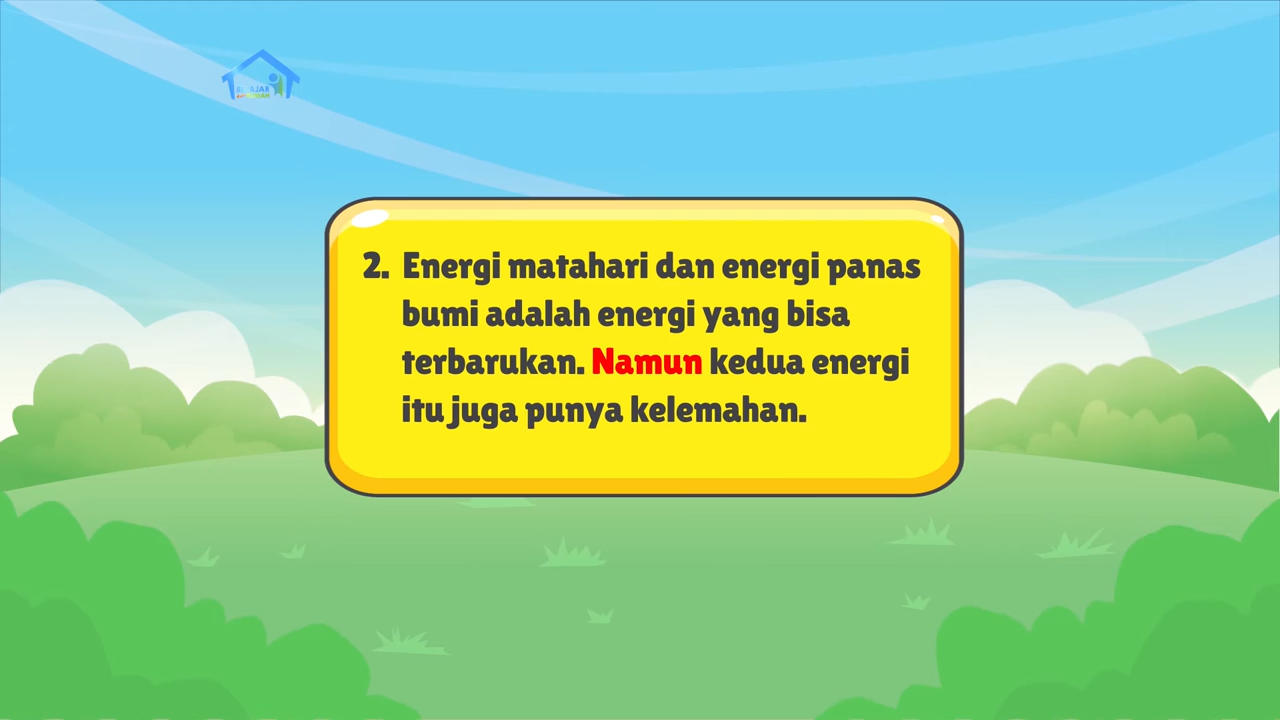 2. Energi matahari dan energi panas
bumi adalah energi yang bisa
terbarukan. Namun kedua energi
itu juga punya kelemahan.